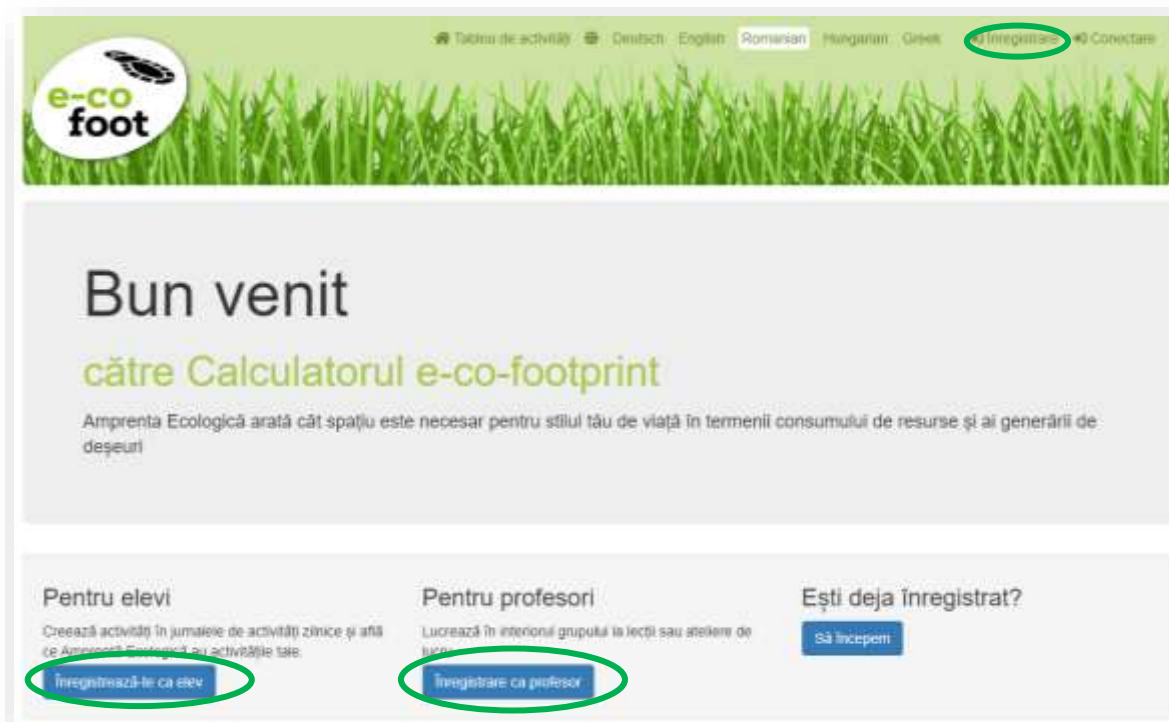 Tabloul de activități Deutsch English Romanian Hungarian Greek Înregistrare Conectare
e-co
foot
Bun venit
către Calculatorul e-co-footprint
Amprenta Ecologică arată cât spațiu este necesar pentru stilul tău de viață în termenii consumului de resurse și ai generării de
deșeuri
Pentru elevi
Creează activități în jurnalele de activități zilnice și află
ce Amprentă Ecologică au activitățile tale.
Înregistrează-te ca elev
Pentru profesori
Lucrează în interiorul grupului la lecții sau ateliere de
lucru
Înregistrare ca profesor
Ești deja înregistrat?
Să începem